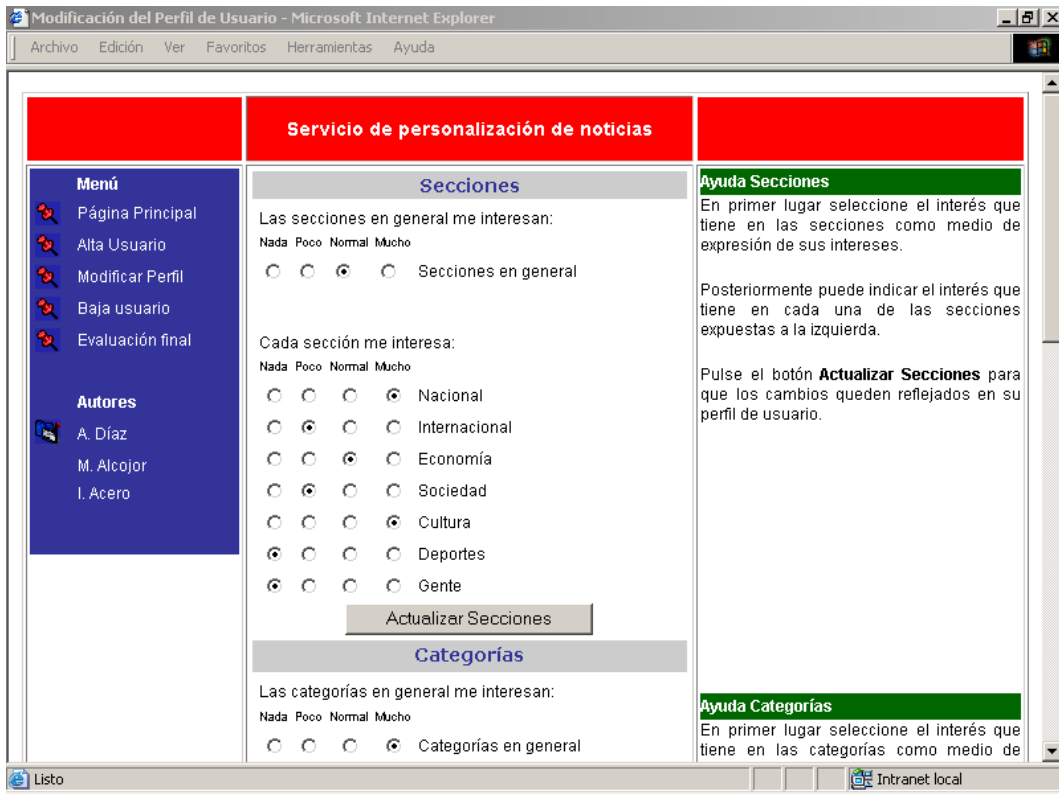 Modificación del Perfil de Usuario - Microsoft Internet Explorer
Archivo Edición Ver Favoritos Herramientas Ayuda
Servicio de personalización de noticias
Menú
Página Principal
Alta Usuario
Modificar Perfil
Baja usuario
Evaluación final
Autores
A. Díaz
M. Alcojor
I. Acero
Secciones
Las secciones en general me interesan:
Nada Poco Normal Mucho
Secciones en general
Cada sección me interesa:
Nada Poco Normal Mucho
Nacional
Internacional
Economía
Sociedad
Cultura
Deportes
Gente
Actualizar Secciones
Categorías
Las categorías en general me interesan:
Nada Poco Normal Mucho
Categorías en general
Ayuda Secciones
En primer lugar seleccione el interés que
tiene en las secciones como medio de
expresión de sus intereses.
Posteriormente puede indicar el interés que
tiene en cada una de las secciones
expuestas a la izquierda.
Pulse el botón Actualizar Secciones para
que los cambios queden reflejados en su
perfil de usuario.
Ayuda Categorías
En primer lugar seleccione el interés que
tiene en las categorías como medio de
Listo
Intranet local